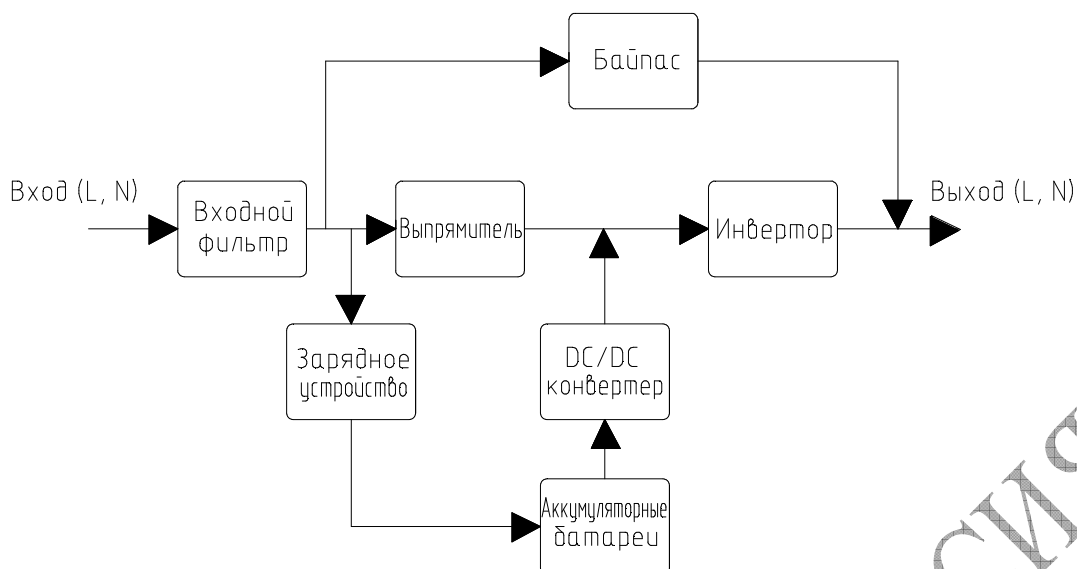 Байпас
Вход (L, N)
Входной
фильтр
Выпрямитель
Инвертор
Выход (L, N)
Зарядное
устройство
DC/DC
конвертер
Аккумуляторные
батареи